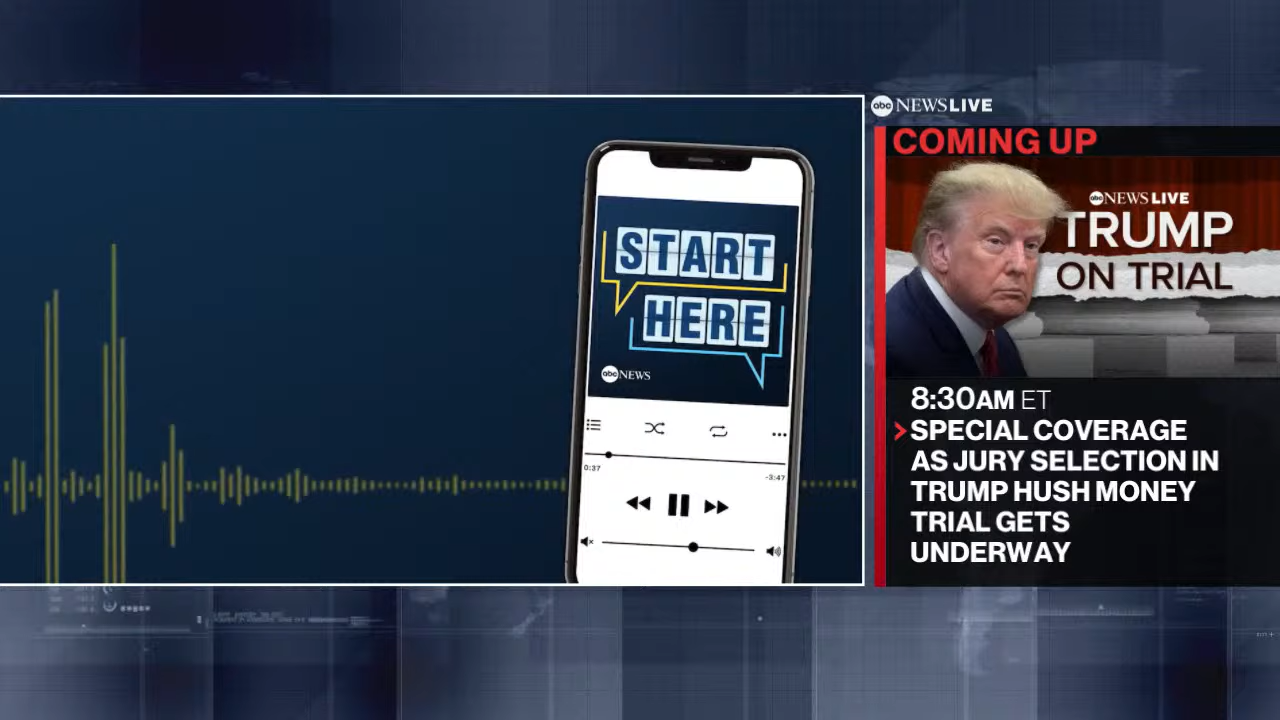 START
HERE
abc NEWS
0:37
-3:47
abc NEWS LIVE
COMING UP
abc NEWS LIVE
TRUMP
ON TRIAL
8:30AM ET
SPECIAL COVERAGE
AS JURY SELECTION IN
TRUMP HUSH MONEY
TRIAL GETS
UNDERWAY